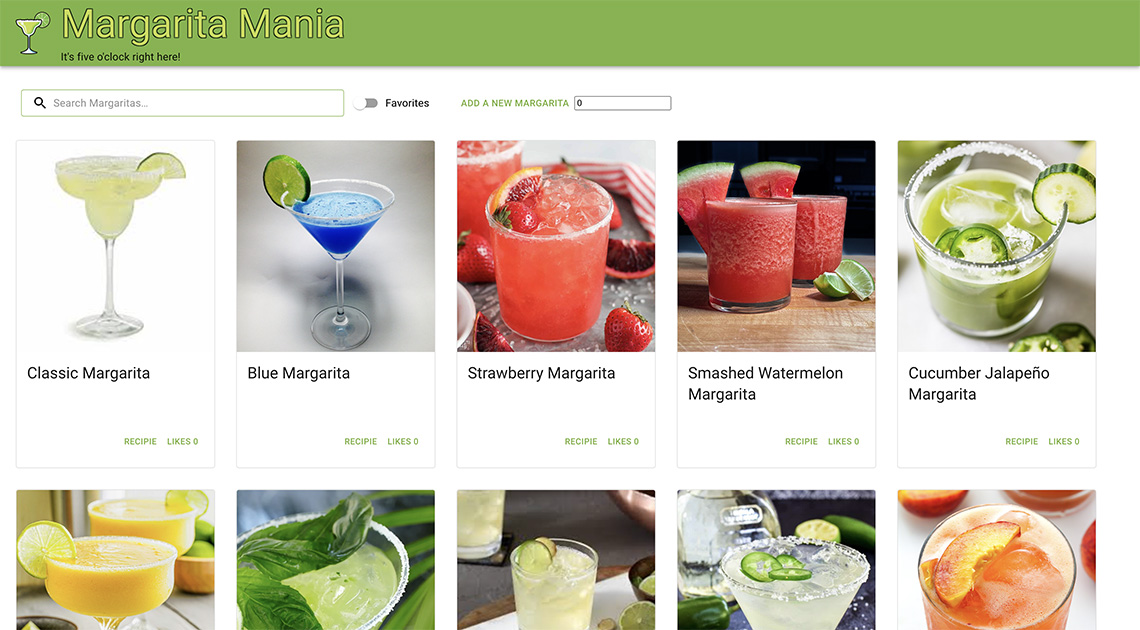 Margarita Mania
It's five o'clock right here!
Search Margaritas...
Favorites
ADD A NEW MARGARITA
0
Classic Margarita
RECIPIE LIKES 0
Blue Margarita
RECIPIE LIKES 0
Strawberry Margarita
RECIPIE LIKES 0
Smashed Watermelon
Margarita
RECIPIE LIKES 0
Cucumber Jalapeño
Margarita
RECIPIE LIKES 0